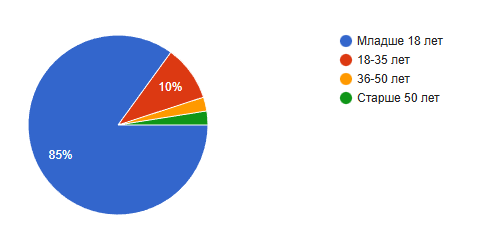 Младше 18 лет
18-35 лет
36-50 лет
Старше 50 лет
10%
85%